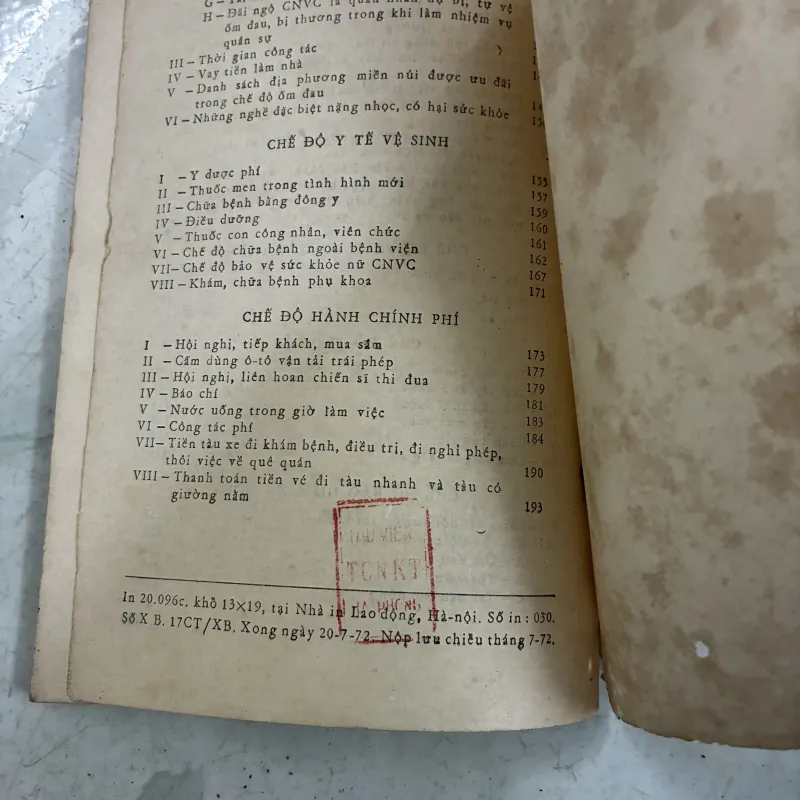 H – Đãi ngộ CNVC là quân nhân dự bị, tự vệ
ốm đau, bị thương trong khi làm nhiệm vụ
quân sự
III – Thời gian công tác
IV – Vay tiền làm nhà
V – Danh sách địa phương miền núi được ưu đãi
trong chế độ ốm đau
VI – Những nghề đặc biệt nặng nhọc, có hại sức khỏe
CHẾ ĐỘ Y TẾ VỆ SINH
I – Y dược phí 155
II – Thuốc men trong tình hình mới 157
III – Chữa bệnh bằng đông y 159
IV – Điều dưỡng 160
V – Thuốc con công nhân, viên chức 161
VI – Chế độ chữa bệnh ngoài bệnh viện 162
VII – Chế độ bảo vệ sức khỏe nữ CNVC 167
VIII – Khám, chữa bệnh phụ khoa 171
CHẾ ĐỘ HÀNH CHÍNH PHÍ
I – Hội nghị, tiếp khách, mua sắm 173
II – Cấm dùng ô-tô vận tải trái phép 177
III – Hội nghị, liên hoan chiến sĩ thi đua 179
IV – Báo chí 181
V – Nước uống trong giờ làm việc 183
VI – Công tác phí 184
VII – Tiền tàu xe đi khám bệnh, điều trị, đi nghỉ phép,
thôi việc về quê quán 190
VIII – Thanh toán tiền vé đi tàu nhanh và tàu có
giường nằm 193
THƯ VIỆN
TCNKT
In 20.096c. khổ 13×19, tại Nhà in Lao động, Hà-nội. Số in: 030.
Số X B. 17CT/XB. Xong ngày 20-7-72. Nộp lưu chiểu tháng 7-72.